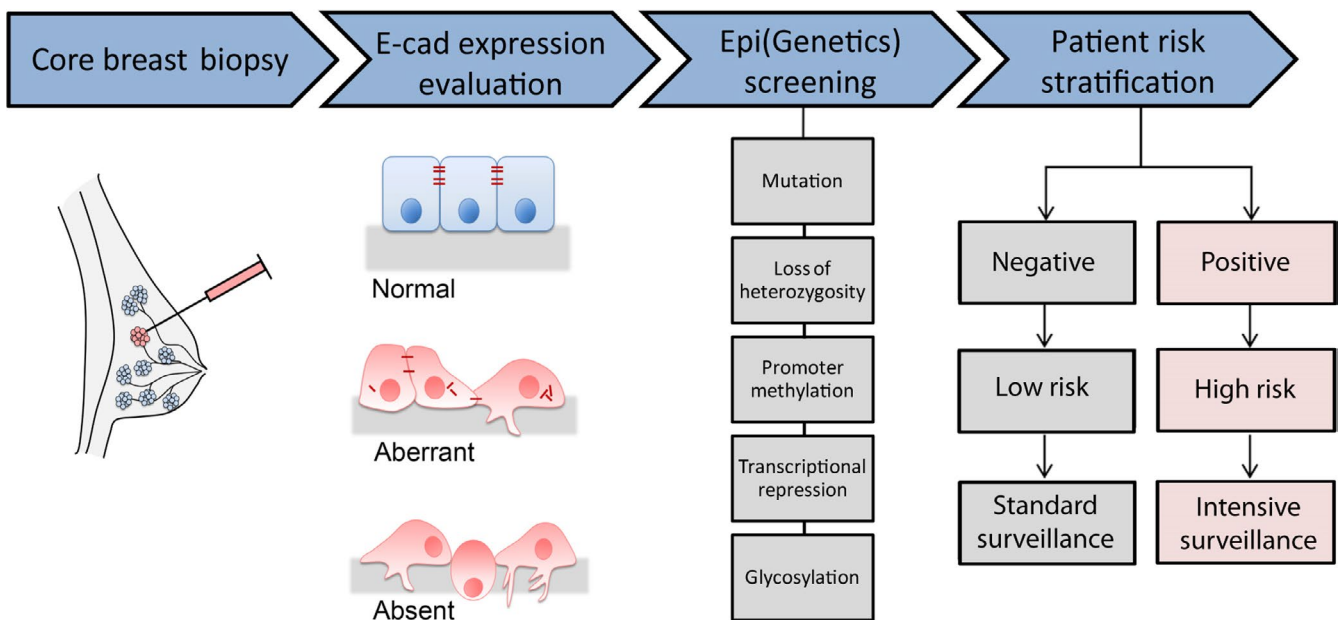 Core breast biopsy
E-cad expression
evaluation
Epi(Genetics)
screening
Patient risk
stratification
Normal
Aberrant
Absent
Mutation
Loss of
heterozygosity
Promoter
methylation
Transcriptional
repression
Glycosylation
Negative
Positive
Low risk
High risk
Standard
surveillance
Intensive
surveillance